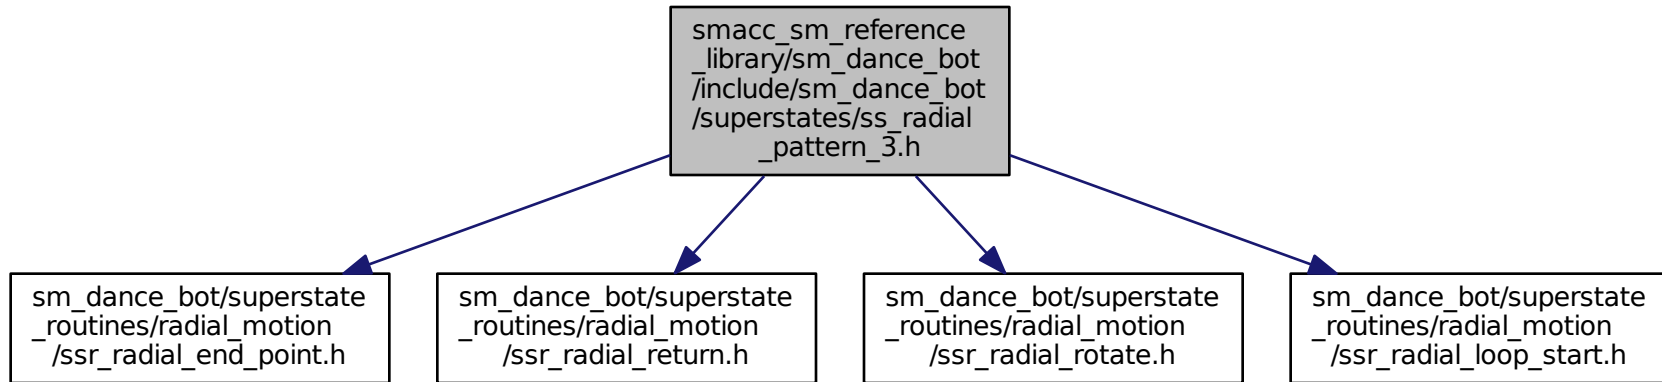 smacc_sm_reference
_library/sm_dance_bot
/include/sm_dance_bot
/superstates/ss_radial
_pattern_3.h
sm_dance_bot/superstate
_routines/radial_motion
/ssr_radial_end_point.h
sm_dance_bot/superstate
_routines/radial_motion
/ssr_radial_return.h
sm_dance_bot/superstate
_routines/radial_motion
/ssr_radial_rotate.h
sm_dance_bot/superstate
_routines/radial_motion
/ssr_radial_loop_start.h